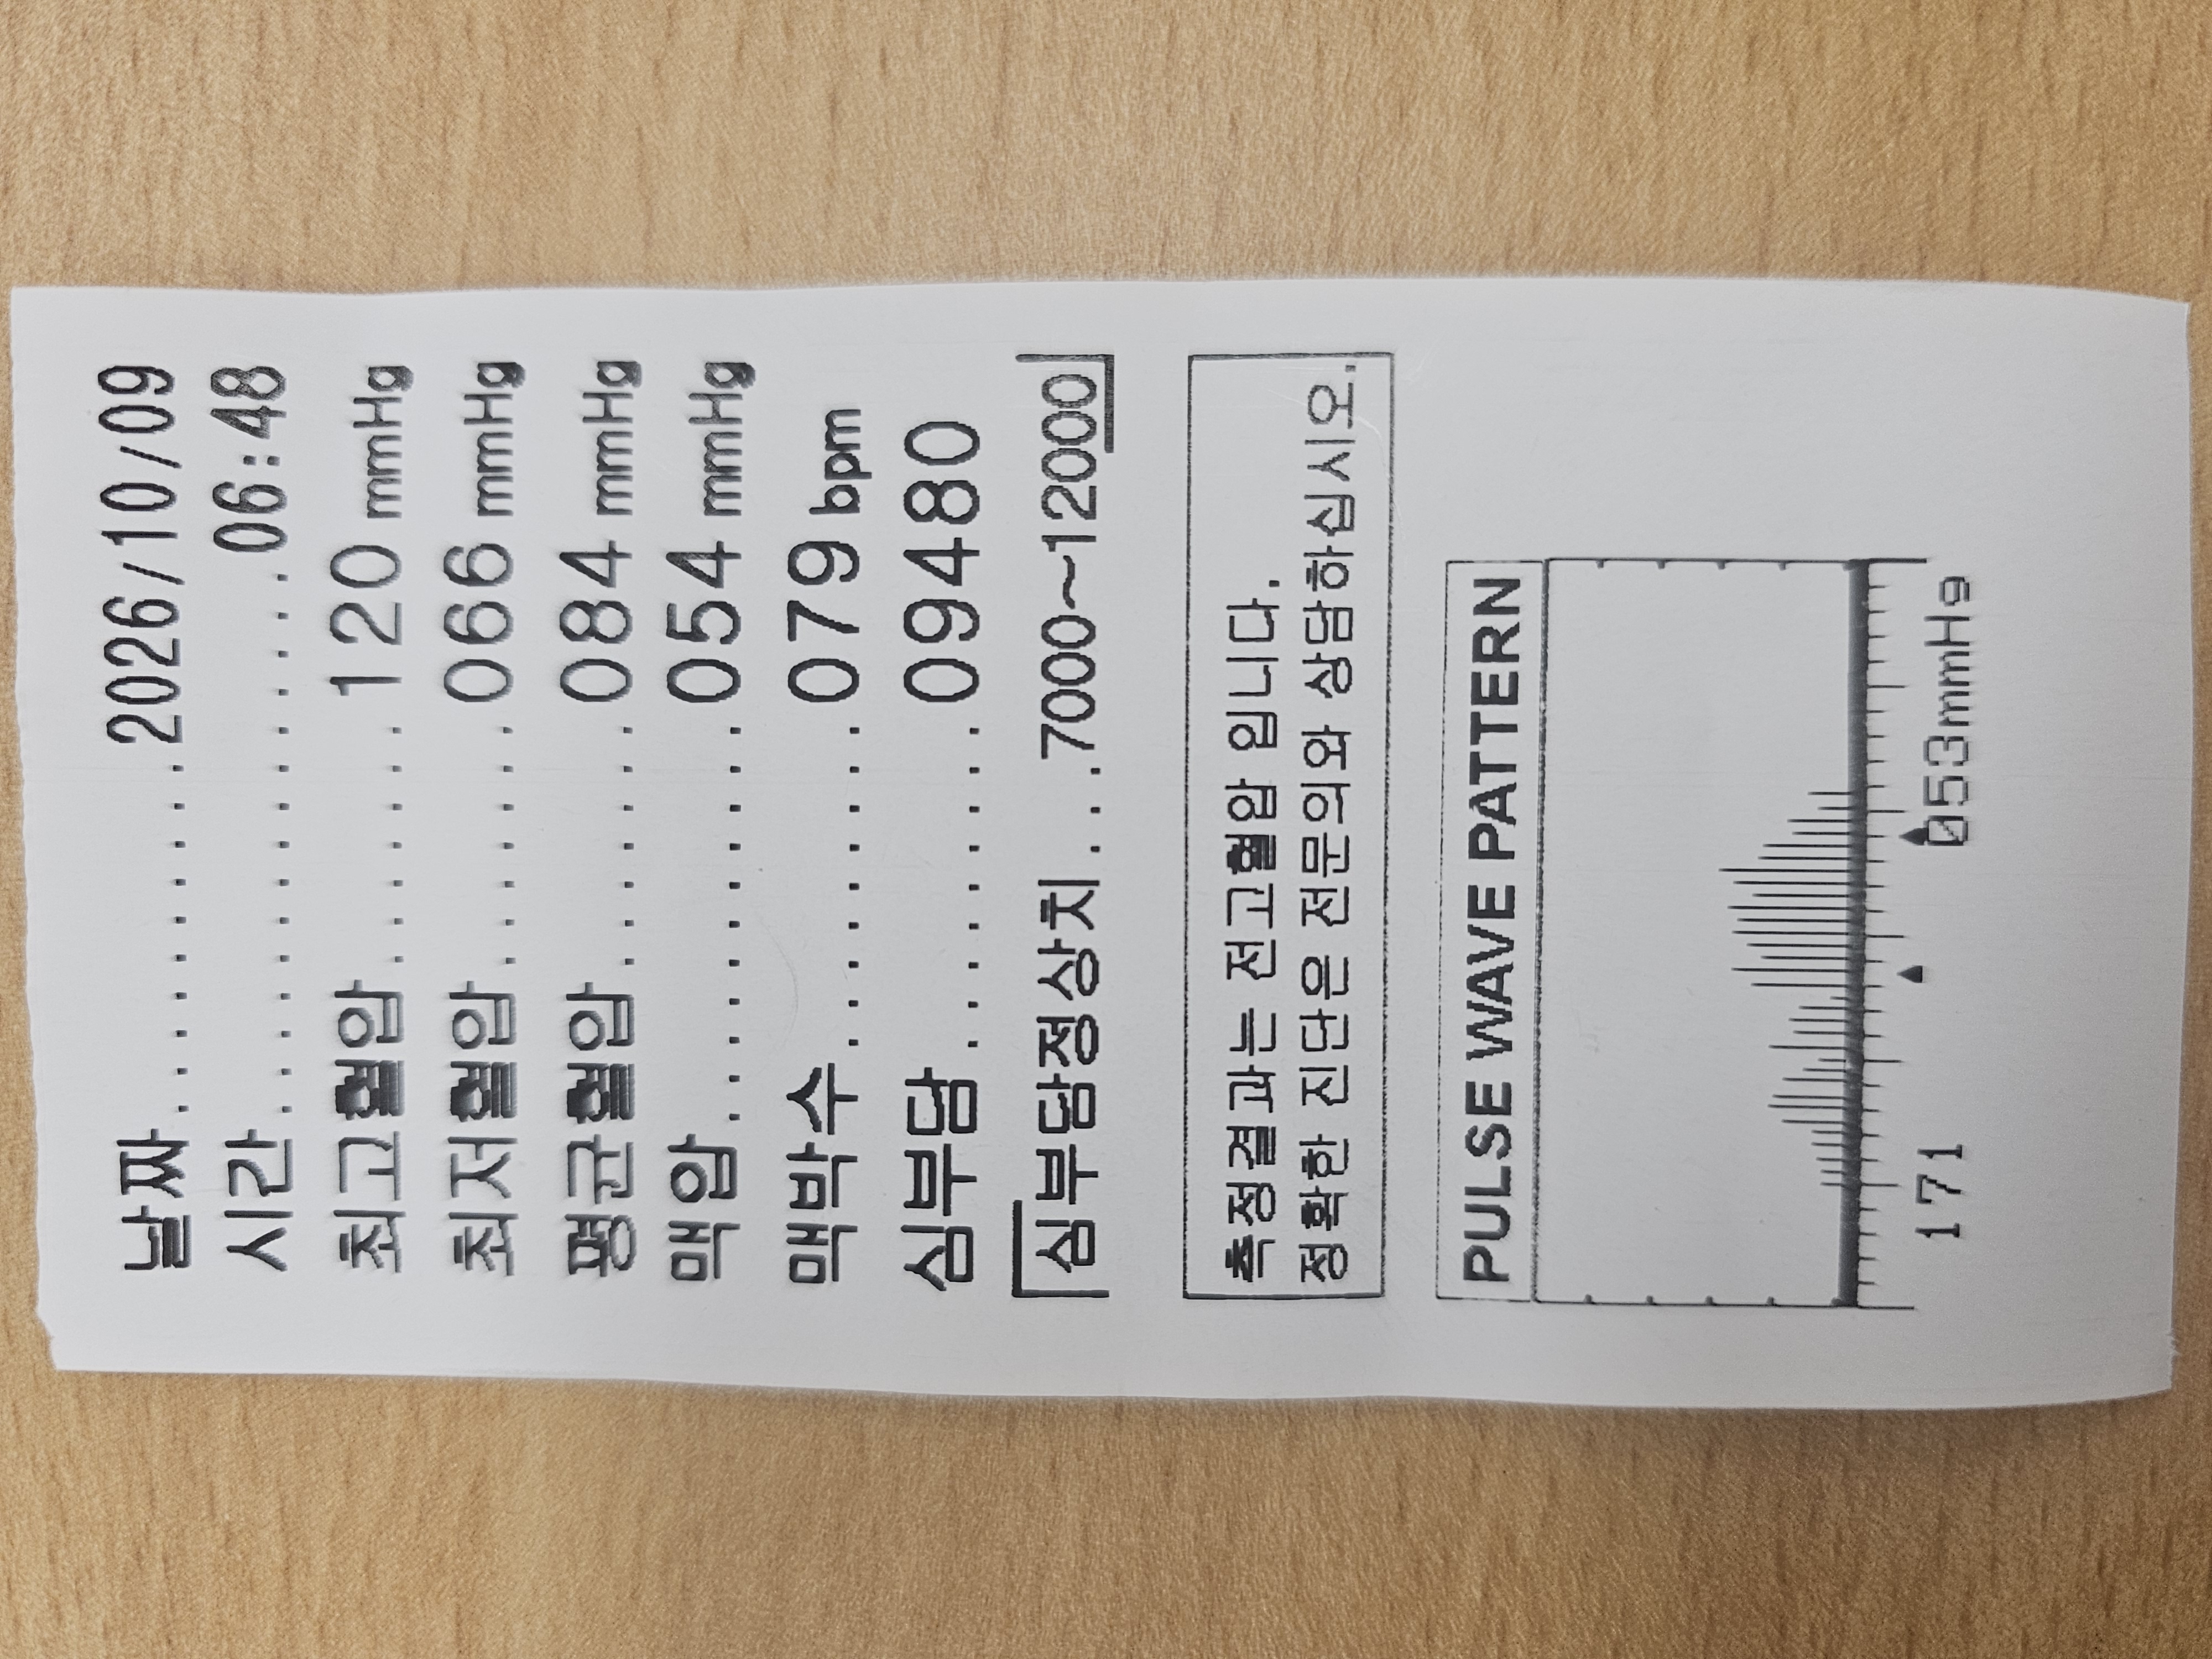 날짜..................2026/10/09
시간......................06:48
최고혈압.......120 mmHg
최저혈압.......066 mmHg
평균혈압.......084 mmHg
맥압...........054 mmHg
맥박수.........079 bpm
심부담.........09480
심부담정상치...7000~12000
측정결과는 전고혈압 입니다.
정확한 진단은 전문의와 상담하십시오.
PULSE WAVE PATTERN
171 053mmHg